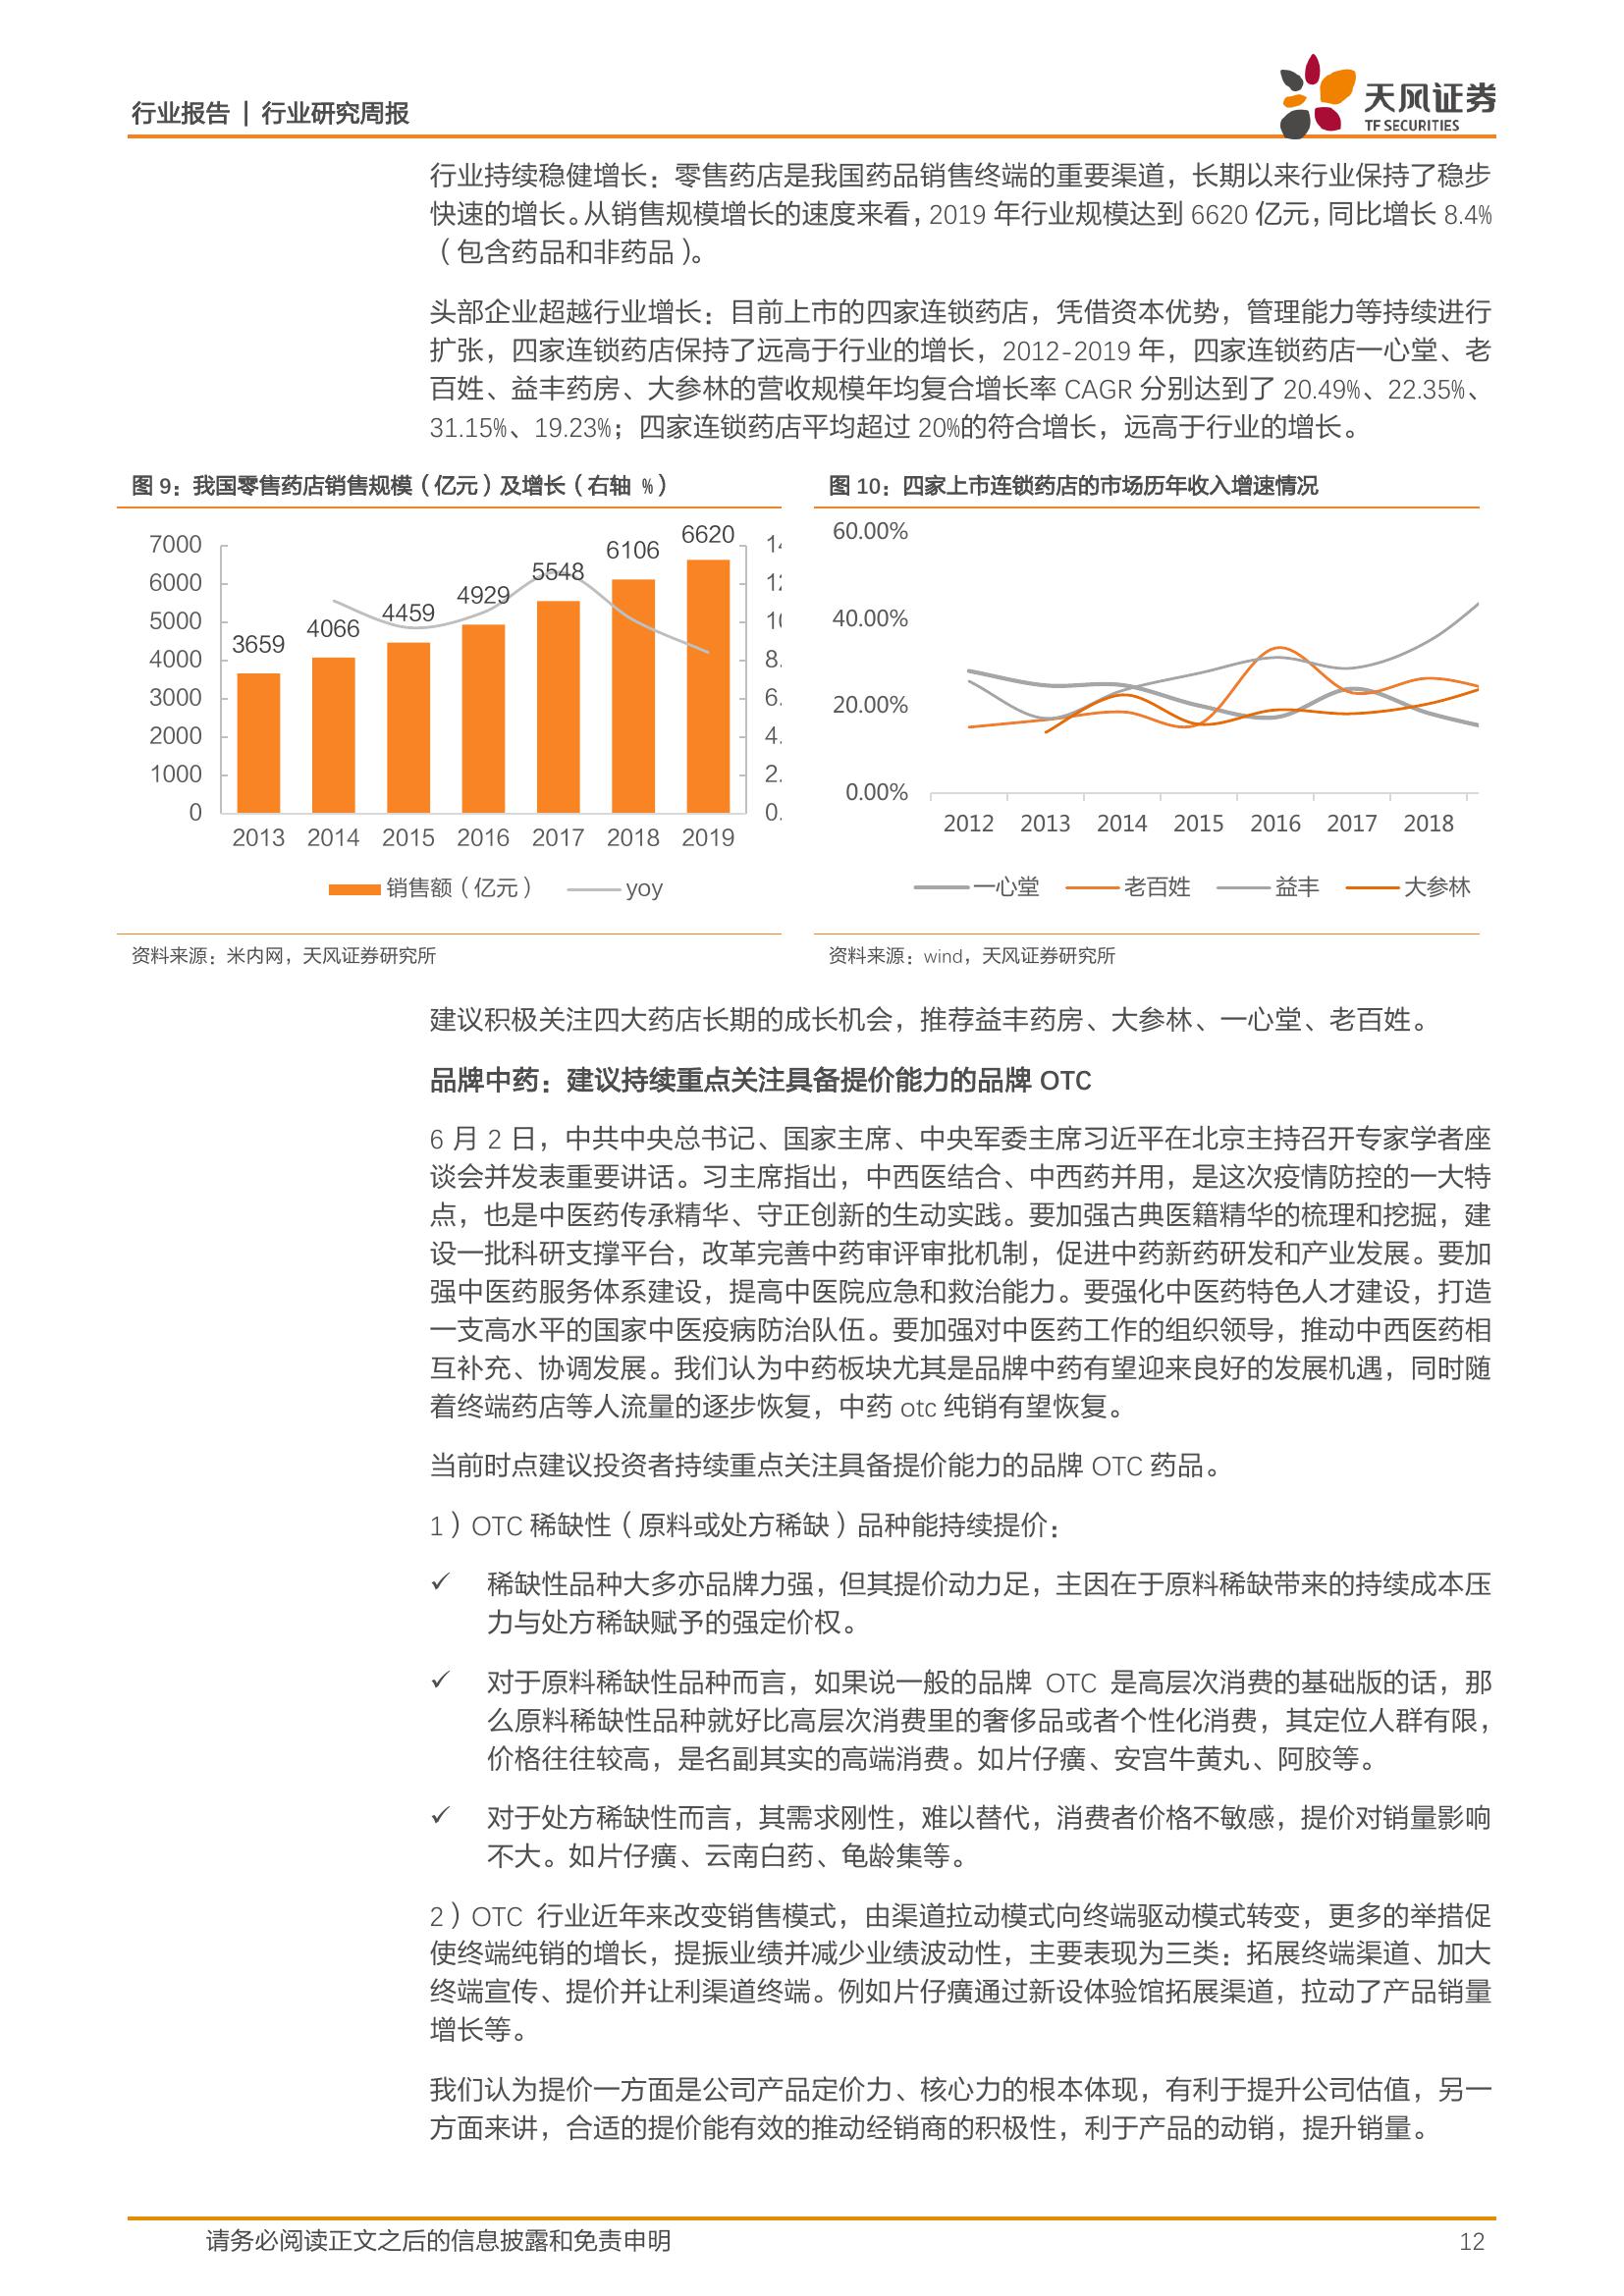 行业报告 | 行业研究周报
天风证券
TF SECURITIES
行业持续稳健增长：零售药店是我国药品销售终端的重要渠道，长期以来行业保持了稳步
快速的增长。从销售规模增长的速度来看，2019 年行业规模达到 6620 亿元，同比增长 8.4%
（包含药品和非药品）。
头部企业超越行业增长：目前上市的四家连锁药店，凭借资本优势，管理能力等持续进行
扩张，四家连锁药店保持了远高于行业的增长，2012-2019 年，四家连锁药店一心堂、老
百姓、益丰药房、大参林的营收规模年均复合增长率 CAGR 分别达到了 20.49%、22.35%、
31.15%、19.23%；四家连锁药店平均超过 20%的符合增长，远高于行业的增长。
图 9：我国零售药店销售规模（亿元）及增长（右轴 %）
7000
6000
5000
4000
3000
2000
1000
0
3659
4066
4459
4929
5548
6106
6620
8.
6.
4.
2.
0.
2013 2014 2015 2016 2017 2018 2019
销售额（亿元） yoy
资料来源：米内网，天风证券研究所
图 10：四家上市连锁药店的市场历年收入增速情况
60.00%
40.00%
20.00%
0.00%
2012 2013 2014 2015 2016 2017 2018
一心堂 老百姓 益丰 大参林
资料来源：wind，天风证券研究所
建议积极关注四大药店长期的成长机会，推荐益丰药房、大参林、一心堂、老百姓。
品牌中药：建议持续重点关注具备提价能力的品牌 OTC
6 月 2 日，中共中央总书记、国家主席、中央军委主席习近平在北京主持召开专家学者座
谈会并发表重要讲话。习主席指出，中西医结合、中西药并用，是这次疫情防控的一大特
点，也是中医药传承精华、守正创新的生动实践。要加强古典医籍精华的梳理和挖掘，建
设一批科研支撑平台，改革完善中药审评审批机制，促进中药新药研发和产业发展。要加
强中医药服务体系建设，提高中医院应急和救治能力。要强化中医药特色人才建设，打造
一支高水平的国家中医疫病防治队伍。要加强对中医药工作的组织领导，推动中西医药相
互补充、协调发展。我们认为中药板块尤其是品牌中药有望迎来良好的发展机遇，同时随
着终端药店等人流量的逐步恢复，中药 otc 纯销有望恢复。
当前时点建议投资者持续重点关注具备提价能力的品牌 OTC 药品。
1）OTC 稀缺性（原料或处方稀缺）品种能持续提价：
✓ 稀缺性品种大多亦品牌力强，但其提价动力足，主因在于原料稀缺带来的持续成本压
力与处方稀缺赋予的强定价权。
✓ 对于原料稀缺性品种而言，如果说一般的品牌 OTC 是高层次消费的基础版的话，那
么原料稀缺性品种就好比高层次消费里的奢侈品或者个性化消费，其定位人群有限，
价格往往较高，是名副其实的高端消费。如片仔癀、安宫牛黄丸、阿胶等。
✓ 对于处方稀缺性而言，其需求刚性，难以替代，消费者价格不敏感，提价对销量影响
不大。如片仔癀、云南白药、龟龄集等。
2）OTC 行业近年来改变销售模式，由渠道拉动模式向终端驱动模式转变，更多的举措促
使终端纯销的增长，提振业绩并减少业绩波动性，主要表现为三类：拓展终端渠道、加大
终端宣传、提价并让利渠道终端。例如片仔癀通过新设体验馆拓展渠道，拉动了产品销量
增长等。
我们认为提价一方面是公司产品定价力、核心力的根本体现，有利于提升公司估值，另一
方面来讲，合适的提价能有效的推动经销商的积极性，利于产品的动销，提升销量。
请务必阅读正文之后的信息披露和免责申明
12